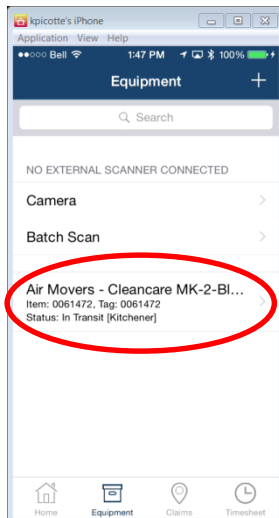 kpicotte's iPhone
Application View Help
Bell 1:47 PM 100%
Equipment +
Search
NO EXTERNAL SCANNER CONNECTED
Camera
Batch Scan
Air Movers - Cleancare MK-2-Bl...
Item: 0061472, Tag: 0061472
Status: In Transit [Kitchener]
Home Equipment Claims Timesheet